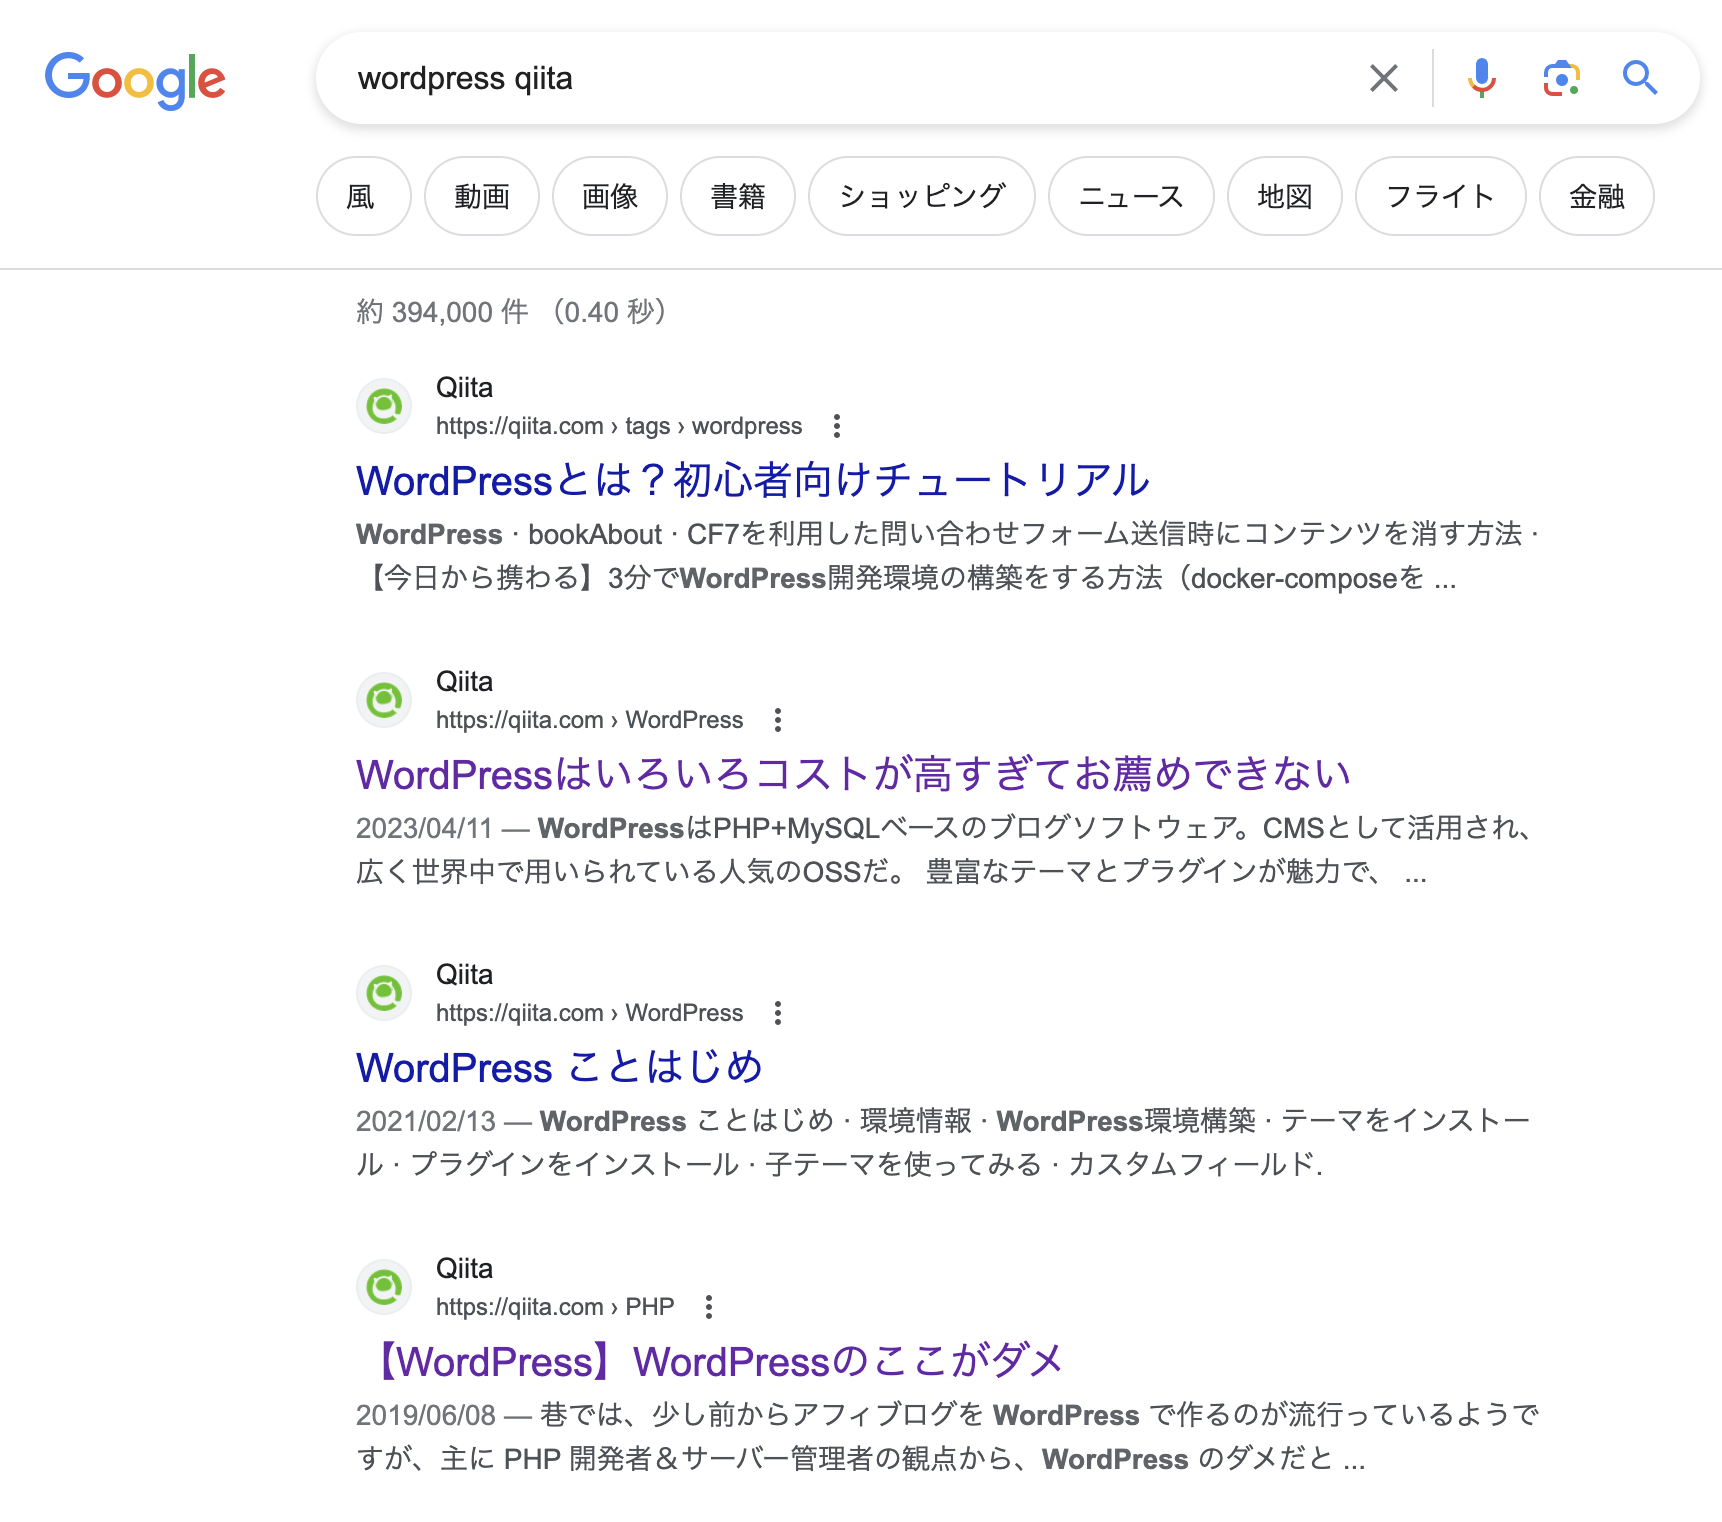 Google
wordpress qiita
風 動画 画像 書籍 ショッピング ニュース 地図 フライト 金融
約 394,000 件 （0.40 秒）
Qiita
https://qiita.com › tags › wordpress
WordPressとは？初心者向けチュートリアル
WordPress · bookAbout · CF7を利用した問い合わせフォーム送信時にコンテンツを消す方法 ·
【今日から携わる】3分でWordPress開発環境の構築をする方法（docker-composeを ...
Qiita
https://qiita.com › WordPress
WordPressはいろいろコストが高すぎてお薦めできない
2023/04/11 — WordPressはPHP+MySQLベースのブログソフトウェア。CMSとして活用され、
広く世界中で用いられている人気のOSSだ。 豊富なテーマとプラグインが魅力で、 ...
Qiita
https://qiita.com › WordPress
WordPress ことはじめ
2021/02/13 — WordPress ことはじめ · 環境情報 · WordPress環境構築 · テーマをインストー
ル · プラグインをインストール · 子テーマを使ってみる · カスタムフィールド.
Qiita
https://qiita.com › PHP
【WordPress】WordPressのここがダメ
2019/06/08 — 巷では、少し前からアフィブログを WordPress で作るのが流行っているようで
すが、主に PHP 開発者＆サーバー管理者の観点から、WordPress のダメだと ...